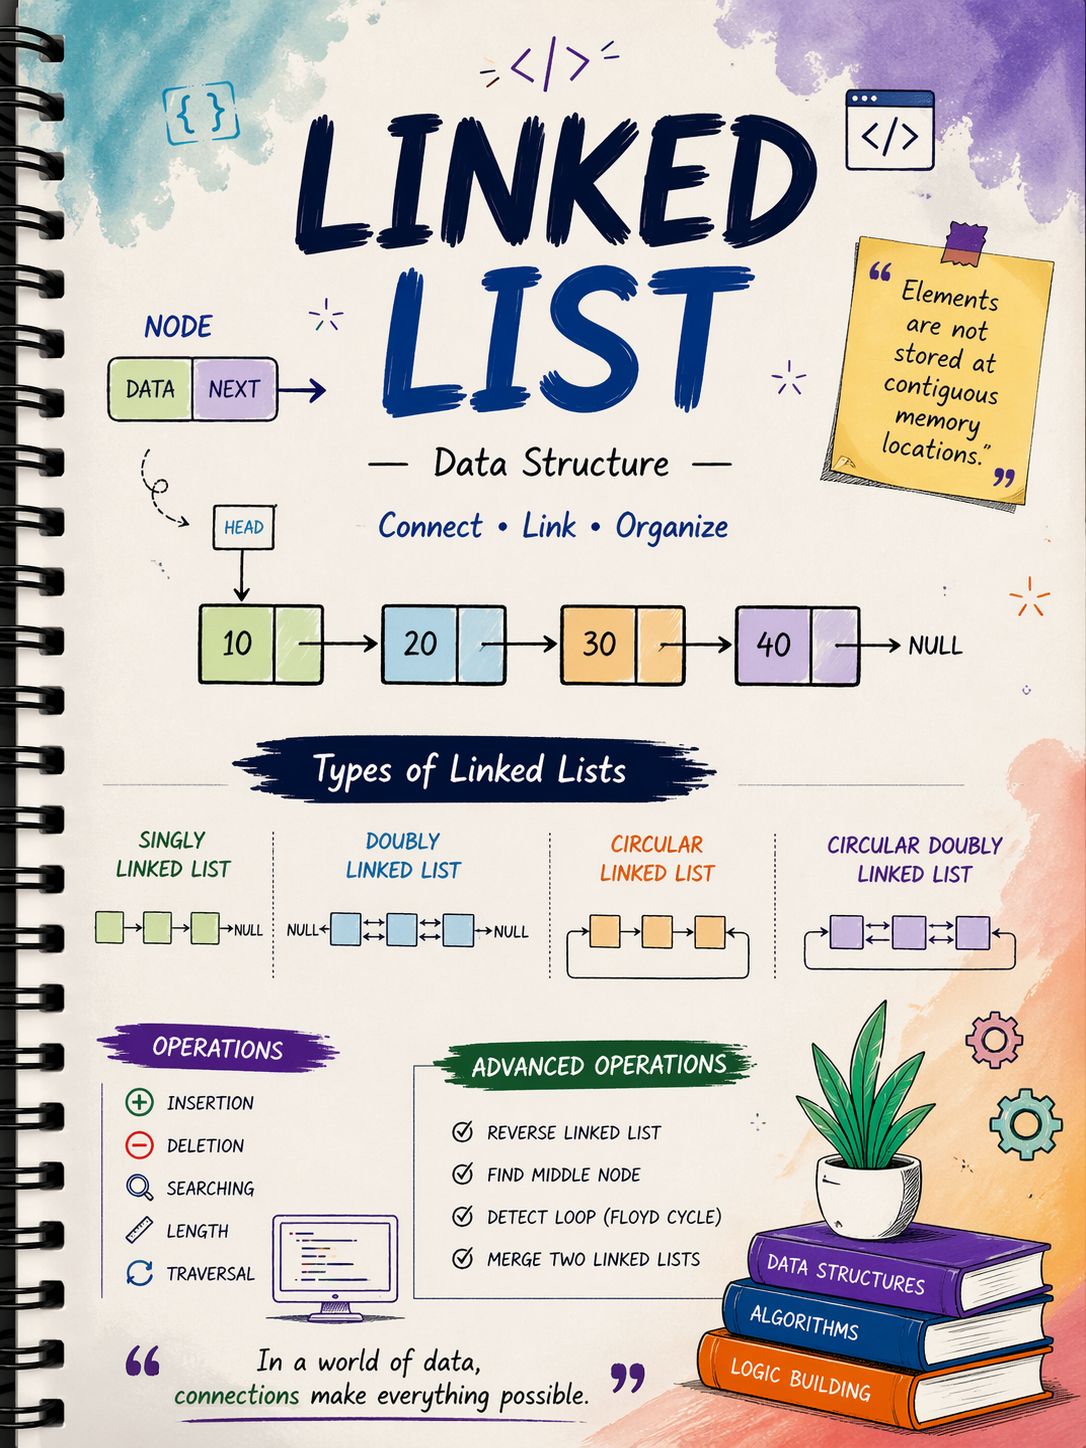 </>
{ }
</>
LINKED
LIST
— Data Structure —
Connect • Link • Organize
“ Elements
are not
stored at
contiguous
memory
locations.”
”
NODE
DATA NEXT
HEAD
10 20 30 40 NULL
Types of Linked Lists
SINGLY
LINKED LIST
NULL
DOUBLY
LINKED LIST
NULL NULL
CIRCULAR
LINKED LIST
CIRCULAR DOUBLY
LINKED LIST
OPERATIONS
INSERTION
DELETION
SEARCHING
LENGTH
TRAVERSAL
ADVANCED OPERATIONS
REVERSE LINKED LIST
FIND MIDDLE NODE
DETECT LOOP (FLOYD CYCLE)
MERGE TWO LINKED LISTS
DATA STRUCTURES
ALGORITHMS
LOGIC BUILDING
“ In a world of data,
connections make everything possible. ”